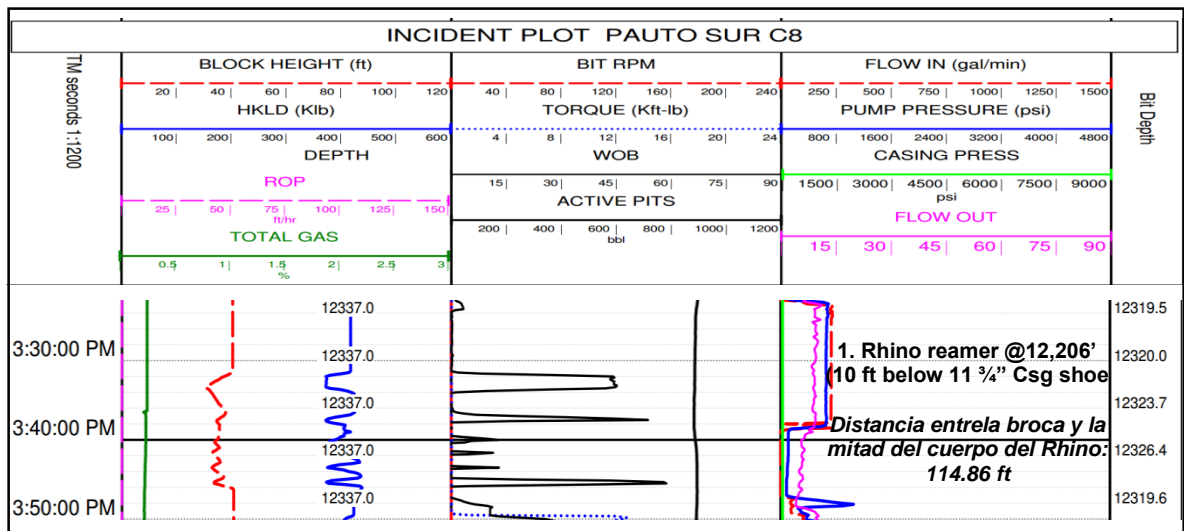 INCIDENT PLOT PAUTO SUR C8
TM seconds 1:1200
BLOCK HEIGHT (ft)
20 40 60 80 100 120
HKLD (Klb)
100 200 300 400 500 600
DEPTH
ROP
25 50 75 100 125 150
ft/hr
TOTAL GAS
0.5 1 1.5 2 2.5 3
%
BIT RPM
40 80 120 160 200 240
TORQUE (Kft-lb)
4 8 12 16 20 24
WOB
15 30 45 60 75 90
ACTIVE PITS
200 400 600 800 1000 1200
bbl
FLOW IN (gal/min)
250 500 750 1000 1250 1500
PUMP PRESSURE (psi)
800 1600 2400 3200 4000 4800
CASING PRESS
1500 3000 4500 6000 7500 9000
psi
FLOW OUT
15 30 45 60 75 90
Bit Depth
12337.0 12319.5
3:30:00 PM 12337.0 12320.0
12337.0 12323.7
3:40:00 PM 12337.0 12326.4
3:50:00 PM 12337.0 12319.6
1. Rhino reamer @12,206’
(10 ft below 11 ¾” Csg shoe
Distancia entrela broca y la
mitad del cuerpo del Rhino:
114.86 ft